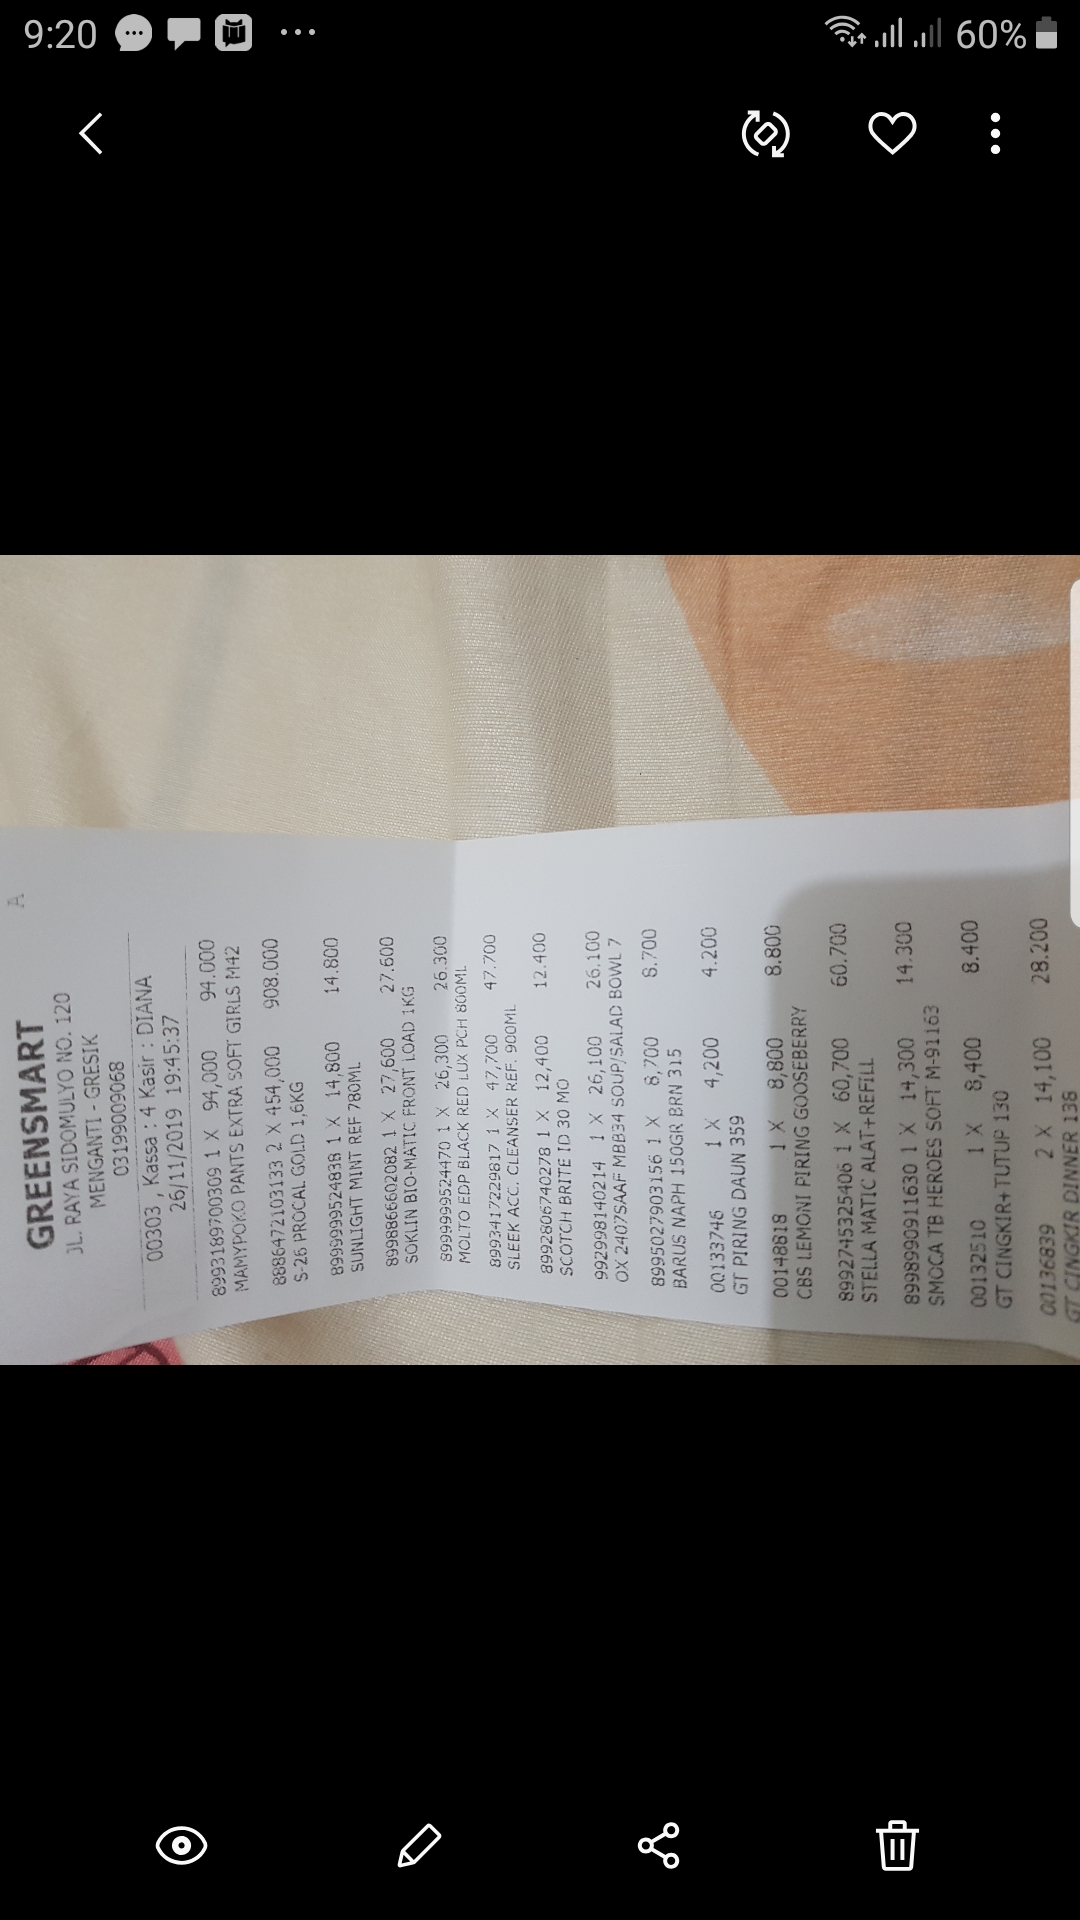 9:20
60%
A
GREENSMART
JL. RAYA SIDOMULYO NO. 120
MENGANTI - GRESIK
03199009068
00303 , Kassa : 4 Kasir : DIANA
26/11/2019 19:45:37
8993189700309 1 X 94,000 94.000
MAMYPOKO PANTS EXTRA SOFT GIRLS M42
8886472103133 2 X 454,000 908.000
S-26 PROCAL GOLD 1,6KG
8999999524838 1 X 14,800 14.800
SUNLIGHT MINT REF 780ML
8998866602082 1 X 27,600 27.600
SOKLIN BIO-MATIC FRONT LOAD 1KG
8999999524470 1 X 26,300 26.300
MOLTO EDP BLACK RED LUX PCH 800ML
8993417229817 1 X 47,700 47.700
SLEEK ACC. CLEANSER REF. 900ML
8992806740278 1 X 12,400 12.400
SCOTCH BRITE ID 30 MO
992998140214 1 X 26,100 26.100
OX 2407SAAF MBB34 SOUP/SALAD BOWL 7
8995027903156 1 X 8,700 8.700
BARUS NAPH 150GR BRN 315
00133746 1 X 4,200 4.200
GT PIRING DAUN 359
00148818 1 X 8,800 8.800
CBS LEMONI PIRING GOOSEBERRY
8992745325406 1 X 60,700 60.700
STELLA MATIC ALAT+REFILL
8998990911630 1 X 14,300 14.300
SMOCA TB HEROES SOFT M-91163
00132510 1 X 8,400 8.400
GT CINGKIR+TUTUP 130
00136839 2 X 14,100 28.200
GT CINGKIR DINNER 138